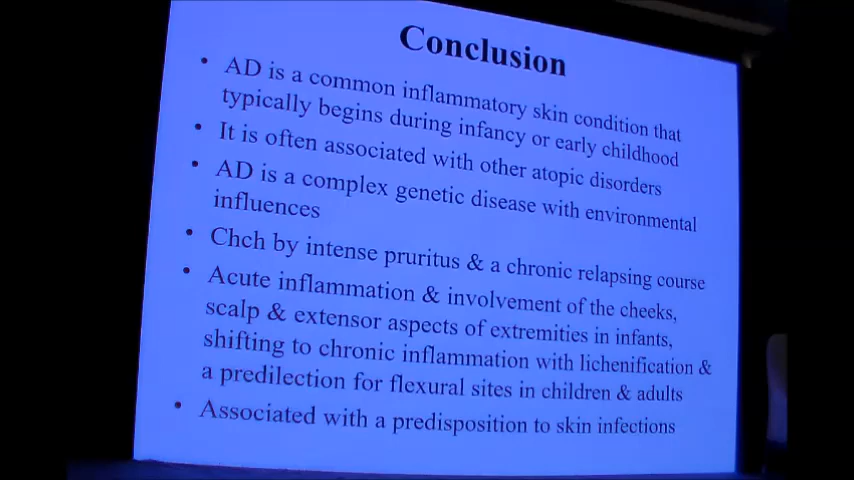 Conclusion
• AD is a common inflammatory skin condition that
typically begins during infancy or early childhood
• It is often associated with other atopic disorders
• AD is a complex genetic disease with environmental
influences
• Chch by intense pruritus & a chronic relapsing course
• Acute inflammation & involvement of the cheeks,
scalp & extensor aspects of extremities in infants,
shifting to chronic inflammation with lichenification &
a predilection for flexural sites in children & adults
• Associated with a predisposition to skin infections